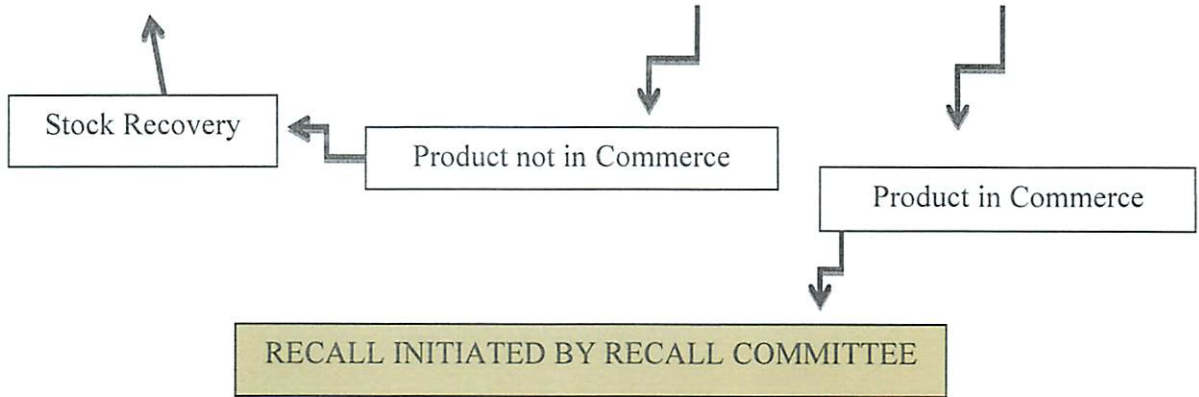 Stock Recovery
Product not in Commerce
Product in Commerce
RECALL INITIATED BY RECALL COMMITTEE